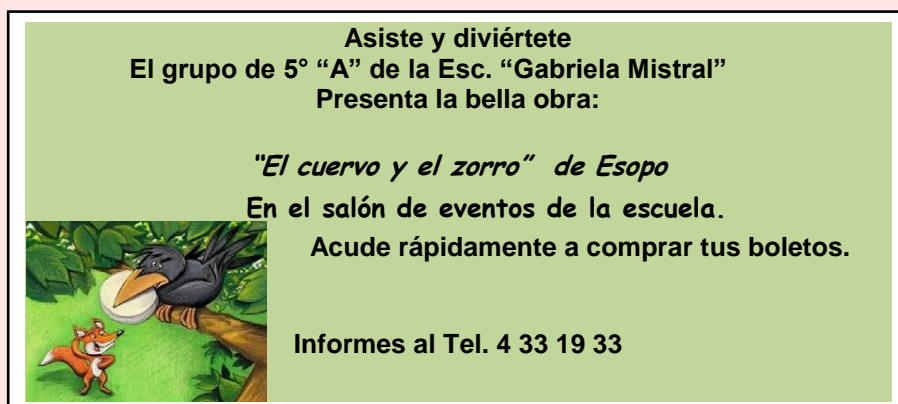 Asiste y diviértete
El grupo de 5° “A” de la Esc. “Gabriela Mistral”
Presenta la bella obra:
“El cuervo y el zorro” de Esopo
En el salón de eventos de la escuela.
Acude rápidamente a comprar tus boletos.
Informes al Tel. 4 33 19 33